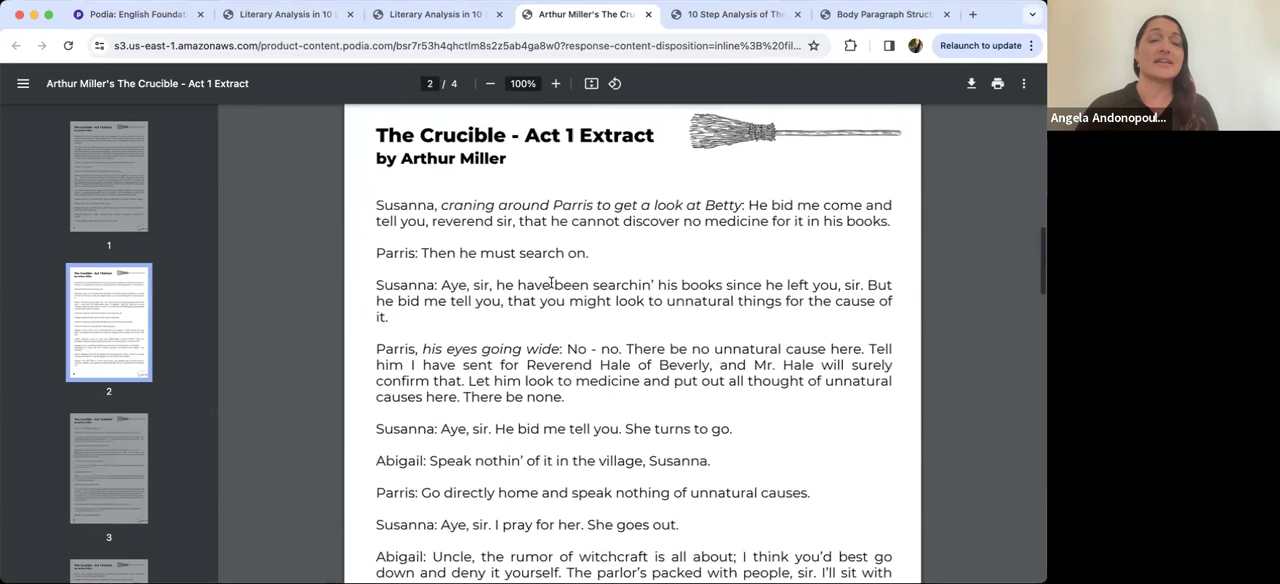 Podia: English Foundat
Literary Analysis in 10
Literary Analysis in 10
Arthur Miller's The Cru
10 Step Analysis of The
Body Paragraph Struct
s3.us-east-1.amazonaws.com/product-content.podia.com/bsr7r53h4qnctlm8s2z5ab4ga8w0?response-content-disposition=inline%3B%20fil...
Relaunch to update
Arthur Miller's The Crucible - Act 1 Extract
2 / 4
100%
Angela Andonopoul...
1
2
3
The Crucible - Act 1 Extract
by Arthur Miller
Susanna, craning around Parris to get a look at Betty: He bid me come and
tell you, reverend sir, that he cannot discover no medicine for it in his books.
Parris: Then he must search on.
Susanna: Aye, sir, he have been searchin' his books since he left you, sir. But
he bid me tell you, that you might look to unnatural things for the cause of
it.
Parris, his eyes going wide: No - no. There be no unnatural cause here. Tell
him I have sent for Reverend Hale of Beverly, and Mr. Hale will surely
confirm that. Let him look to medicine and put out all thought of unnatural
causes here. There be none.
Susanna: Aye, sir. He bid me tell you. She turns to go.
Abigail: Speak nothin' of it in the village, Susanna.
Parris: Go directly home and speak nothing of unnatural causes.
Susanna: Aye, sir. I pray for her. She goes out.
Abigail: Uncle, the rumor of witchcraft is all about; I think you'd best go
down and deny it yourself. The parlor's packed with people, sir. I'll sit with